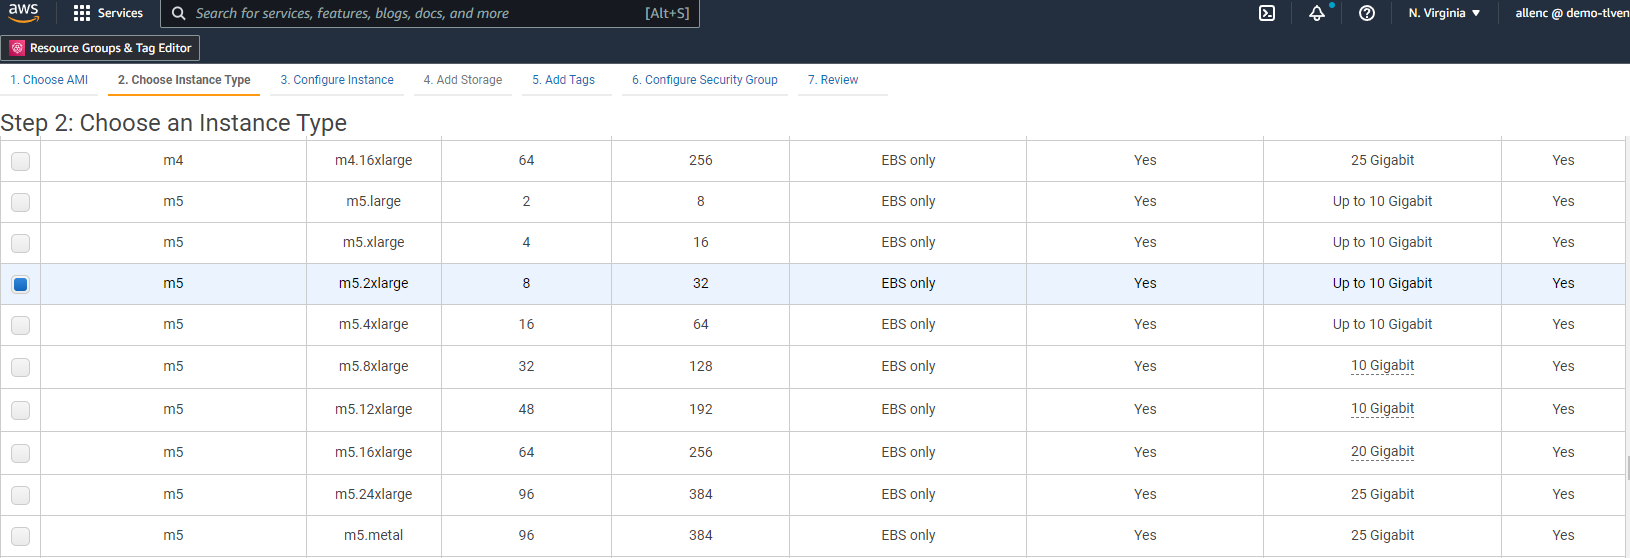 aws Services Search for services, features, blogs, docs, and more [Alt+S] N. Virginia allenc @ demo-tlven
Resource Groups & Tag Editor
1. Choose AMI 2. Choose Instance Type 3. Configure Instance 4. Add Storage 5. Add Tags 6. Configure Security Group 7. Review
Step 2: Choose an Instance Type
m4 m4.16xlarge 64 256 EBS only Yes 25 Gigabit Yes
m5 m5.large 2 8 EBS only Yes Up to 10 Gigabit Yes
m5 m5.xlarge 4 16 EBS only Yes Up to 10 Gigabit Yes
m5 m5.2xlarge 8 32 EBS only Yes Up to 10 Gigabit Yes
m5 m5.4xlarge 16 64 EBS only Yes Up to 10 Gigabit Yes
m5 m5.8xlarge 32 128 EBS only Yes 10 Gigabit Yes
m5 m5.12xlarge 48 192 EBS only Yes 10 Gigabit Yes
m5 m5.16xlarge 64 256 EBS only Yes 20 Gigabit Yes
m5 m5.24xlarge 96 384 EBS only Yes 25 Gigabit Yes
m5 m5.metal 96 384 EBS only Yes 25 Gigabit Yes